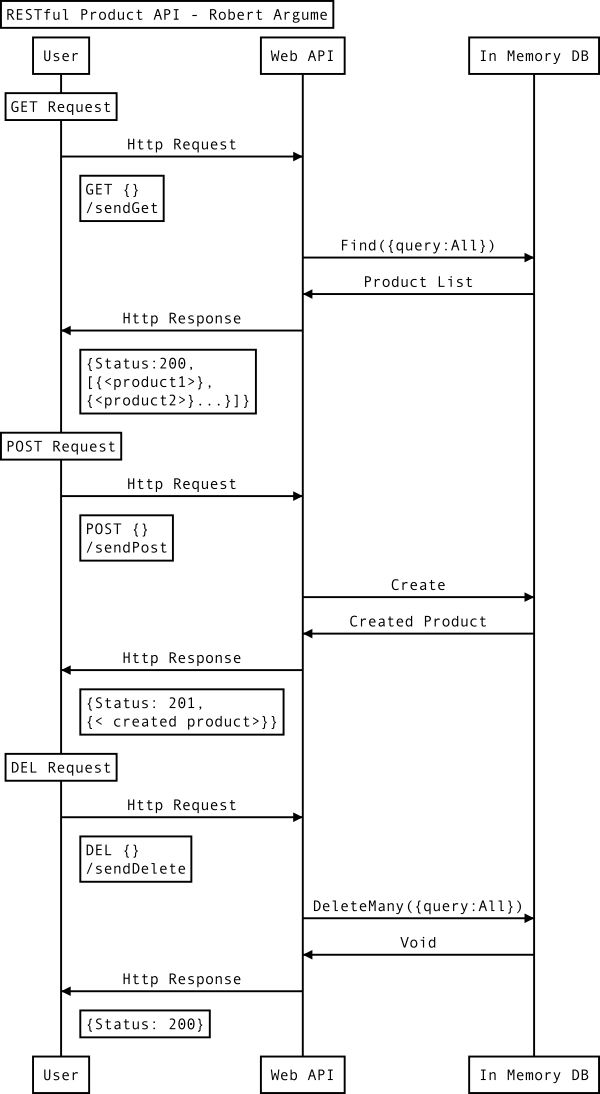 RESTful Product API - Robert Argume
User
Web API
In Memory DB
GET Request
Http Request
GET {}
/sendGet
Find({query:All})
Product List
Http Response
{Status:200,
[{<product1>},
{<product2>}...}]}
POST Request
Http Request
POST {}
/sendPost
Create
Created Product
Http Response
{Status: 201,
{< created product>}}
DEL Request
Http Request
DEL {}
/sendDelete
DeleteMany({query:All})
Void
Http Response
{Status: 200}
User
Web API
In Memory DB